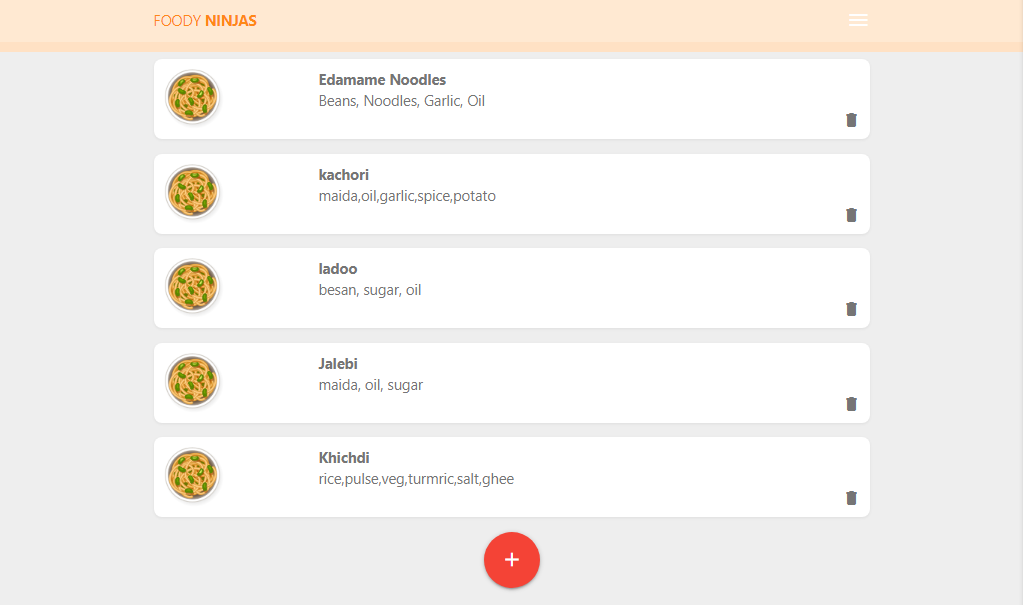 FOODY NINJAS
Edamame Noodles
Beans, Noodles, Garlic, Oil
kachori
maida,oil,garlic,spice,potato
ladoo
besan, sugar, oil
Jalebi
maida, oil, sugar
Khichdi
rice,pulse,veg,turmric,salt,ghee